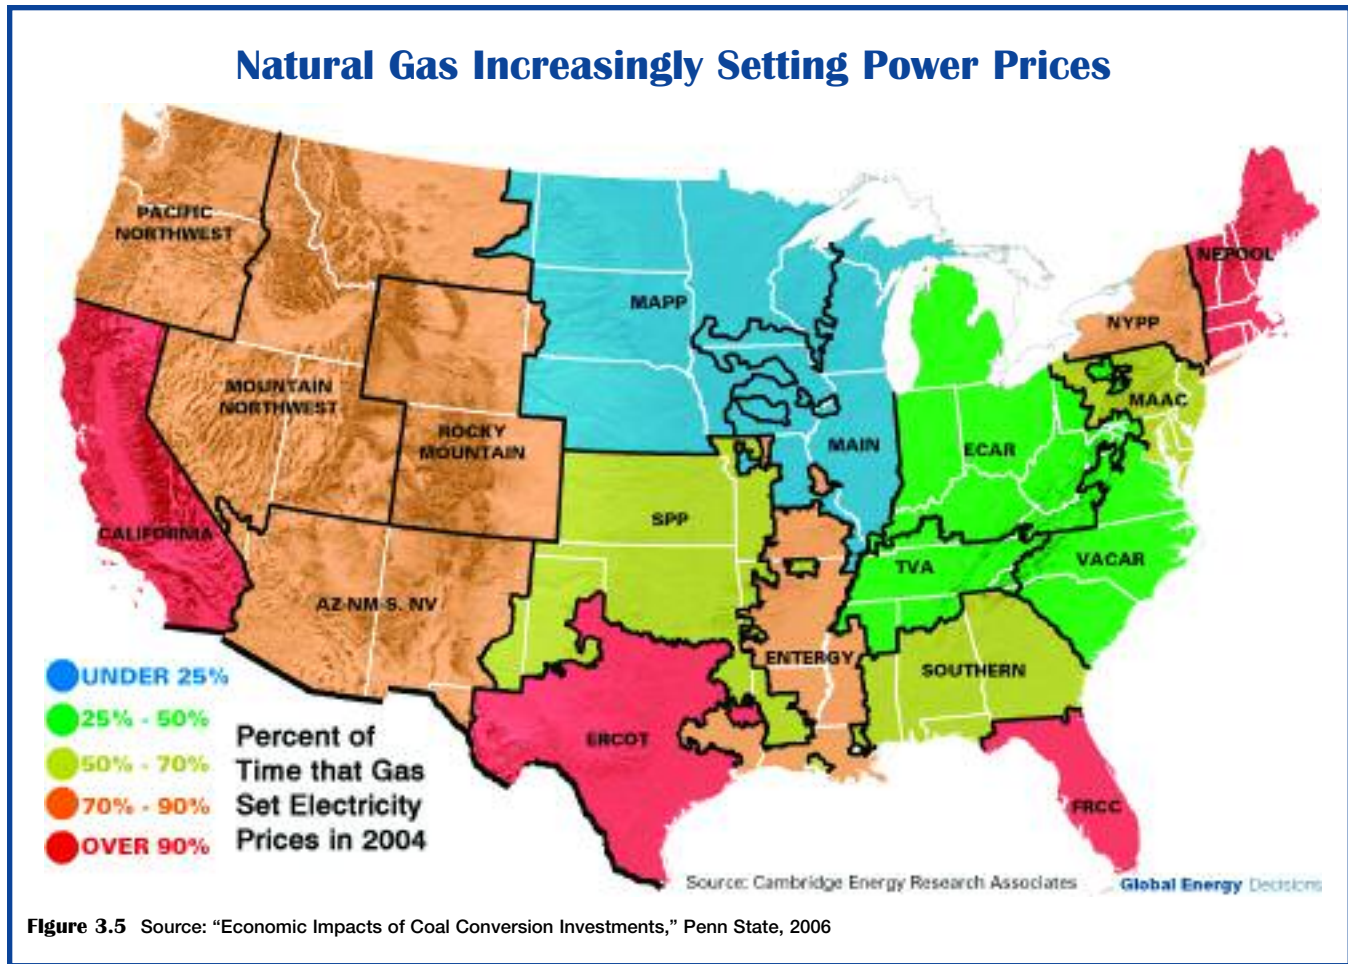 Natural Gas Increasingly Setting Power Prices
PACIFIC
NORTHWEST
MAPP
NEPOOL
NYPP
MOUNTAIN
NORTHWEST
MAAC
ROCKY
MOUNTAIN
MAIN
ECAR
SPP
CALIFORNIA
TVA
VACAR
AZ-NM-S. NV
ENTERGY
SOUTHERN
ERCOT
FRCC
UNDER 25%
25% - 50%
50% - 70%
70% - 90%
OVER 90%
Percent of
Time that Gas
Set Electricity
Prices in 2004
Source: Cambridge Energy Research Associates
Global Energy Decisions
Figure 3.5 Source: “Economic Impacts of Coal Conversion Investments,” Penn State, 2006